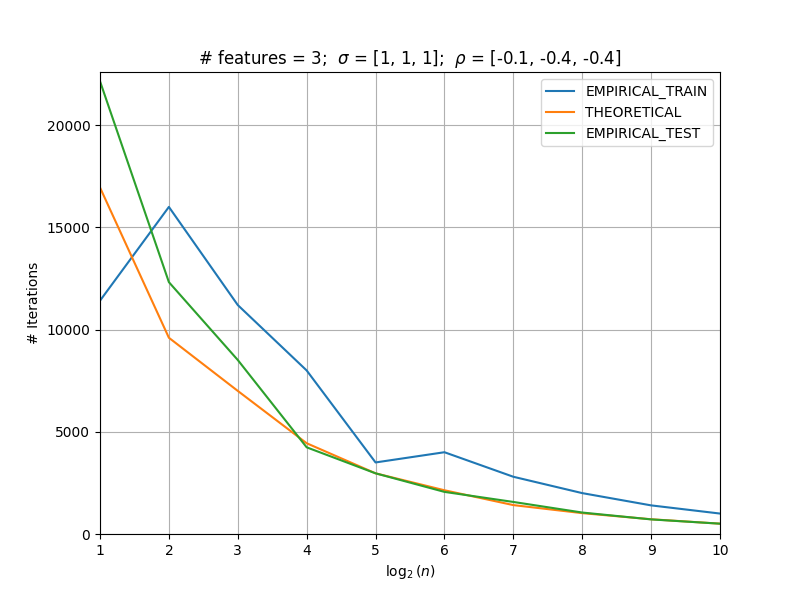 # features = 3; σ = [1, 1, 1]; ρ = [-0.1, -0.4, -0.4]
EMPIRICAL_TRAIN
THEORETICAL
EMPIRICAL_TEST
# Iterations
20000
15000
10000
5000
0
1 2 3 4 5 6 7 8 9 10
log₂(n)